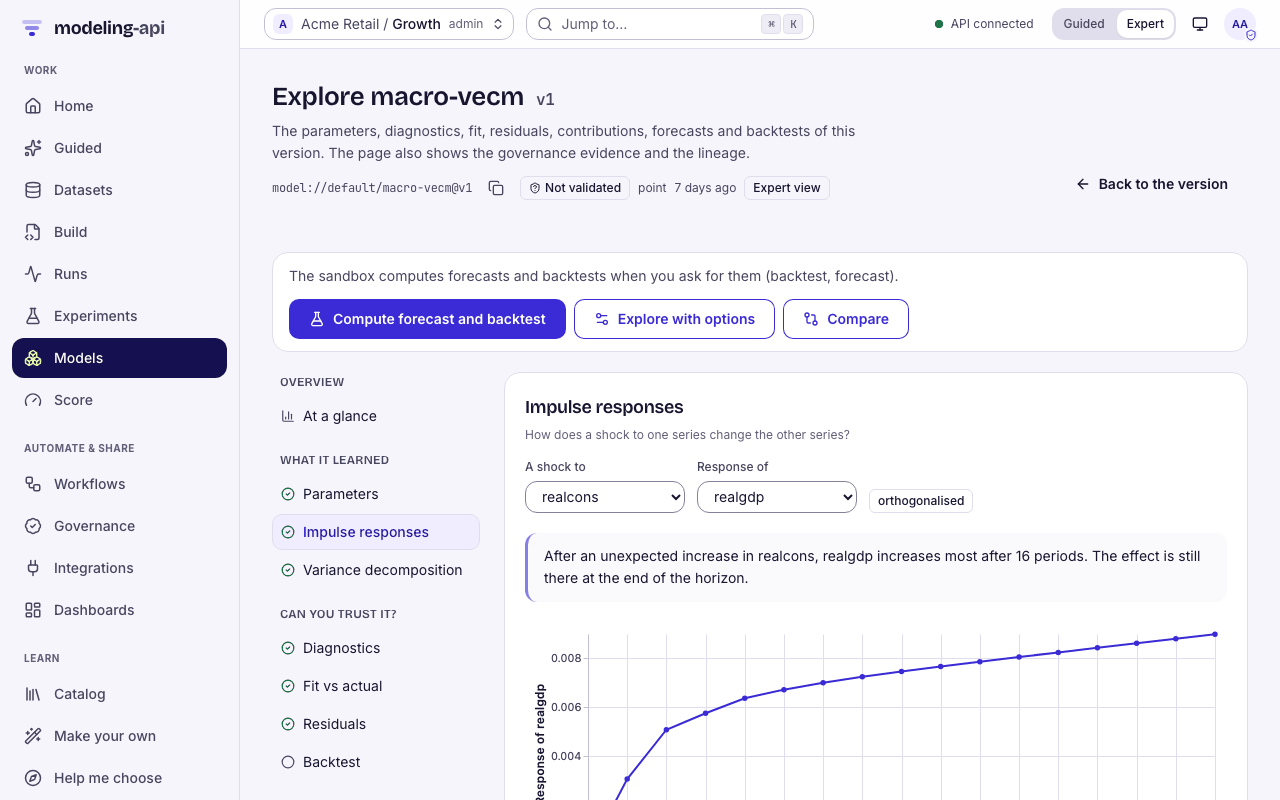 modeling-api
WORK
Home
Guided
Datasets
Build
Runs
Experiments
Models
Score
AUTOMATE & SHARE
Workflows
Governance
Integrations
Dashboards
LEARN
Catalog
Make your own
Help me choose
A Acme Retail / Growth admin
Jump to... ⌘ K
API connected
Guided Expert
AA
Explore macro-vecm v1
The parameters, diagnostics, fit, residuals, contributions, forecasts and backtests of this
version. The page also shows the governance evidence and the lineage.
model://default/macro-vecm@v1 Not validated point 7 days ago Expert view
Back to the version
The sandbox computes forecasts and backtests when you ask for them (backtest, forecast).
Compute forecast and backtest Explore with options Compare
OVERVIEW
At a glance
WHAT IT LEARNED
Parameters
Impulse responses
Variance decomposition
CAN YOU TRUST IT?
Diagnostics
Fit vs actual
Residuals
Backtest
Impulse responses
How does a shock to one series change the other series?
A shock to Response of
realcons realgdp orthogonalised
After an unexpected increase in realcons, realgdp increases most after 16 periods. The effect is still
there at the end of the horizon.
Response of realgdp
0.008
0.006
0.004